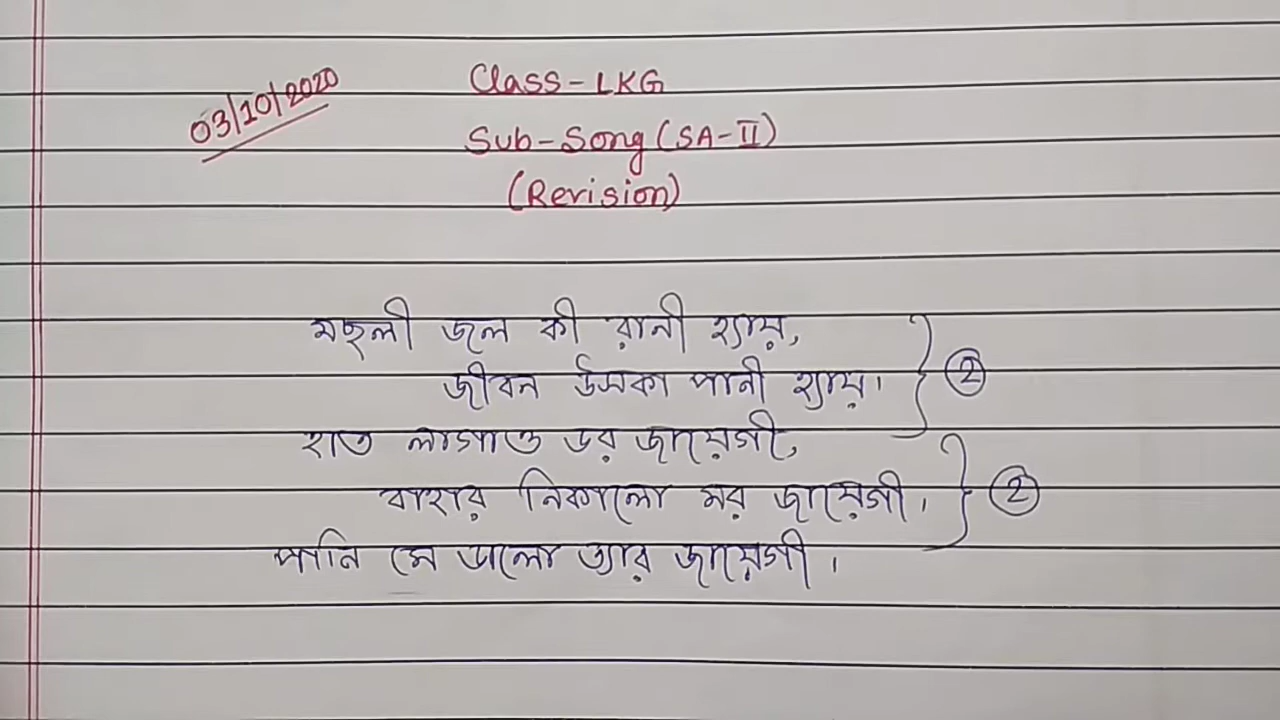 03/10/2020
Class-LKG
Sub-Song (SA-II)
(Revision)
মছলী জল কী রানী হ্যায়,
জীবন উসকা পানী হ্যায়। } ②
হাত লাগাও ডর জায়েগী,
বাহার নিকালো মর জায়েগী। } ②
পানি মে ডালো ত্যার জায়েগী।